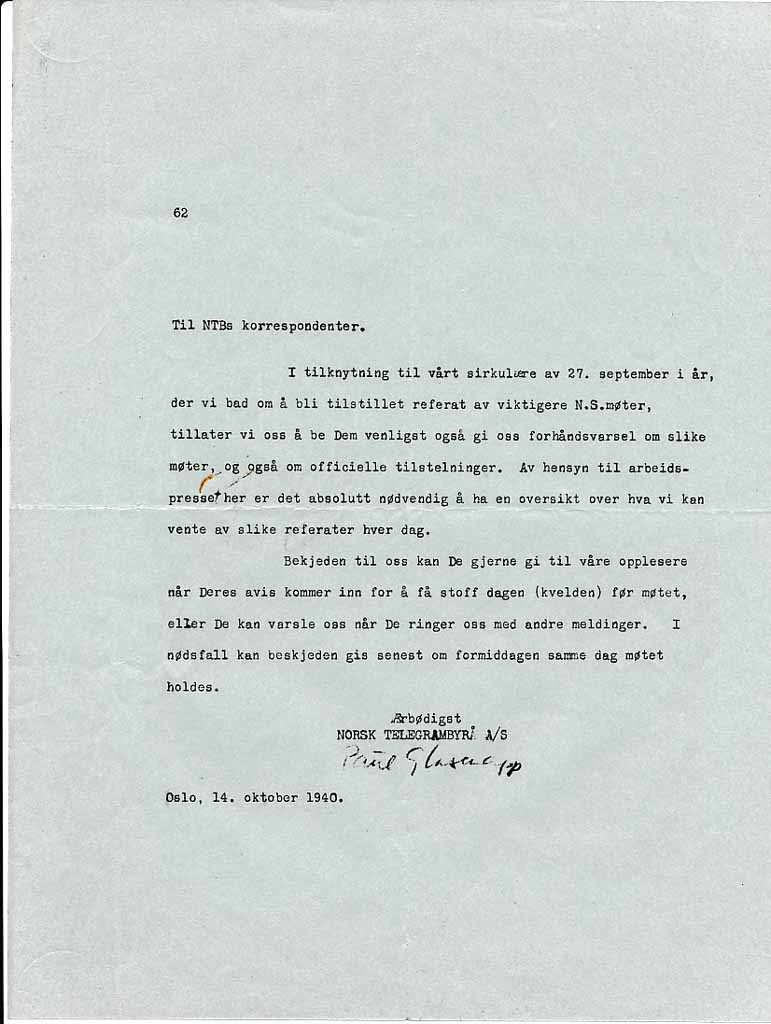 62
Til NTBs korrespondenter.
I tilknytning til vårt sirkulære av 27. september i år,
der vi bad om å bli tilstillet referat av viktigere N.S.møter,
tillater vi oss å be Dem venligst også gi oss forhåndsvarsel om slike
møter, og også om officielle tilstelninger. Av hensyn til arbeids-
presset her er det absolutt nødvendig å ha en oversikt over hva vi kan
vente av slike referater hver dag.
Bekjeden til oss kan De gjerne gi til våre opplesere
når Deres avis kommer inn for å få stoff dagen (kvelden) før møtet,
eller De kan varsle oss når De ringer oss med andre meldinger. I
nødsfall kan beskjeden gis senest om formiddagen samme dag møtet
holdes.
Ærbødigst
NORSK TELEGRAMBYRÅ A/S
Paul Glasenapp
Oslo, 14. oktober 1940.